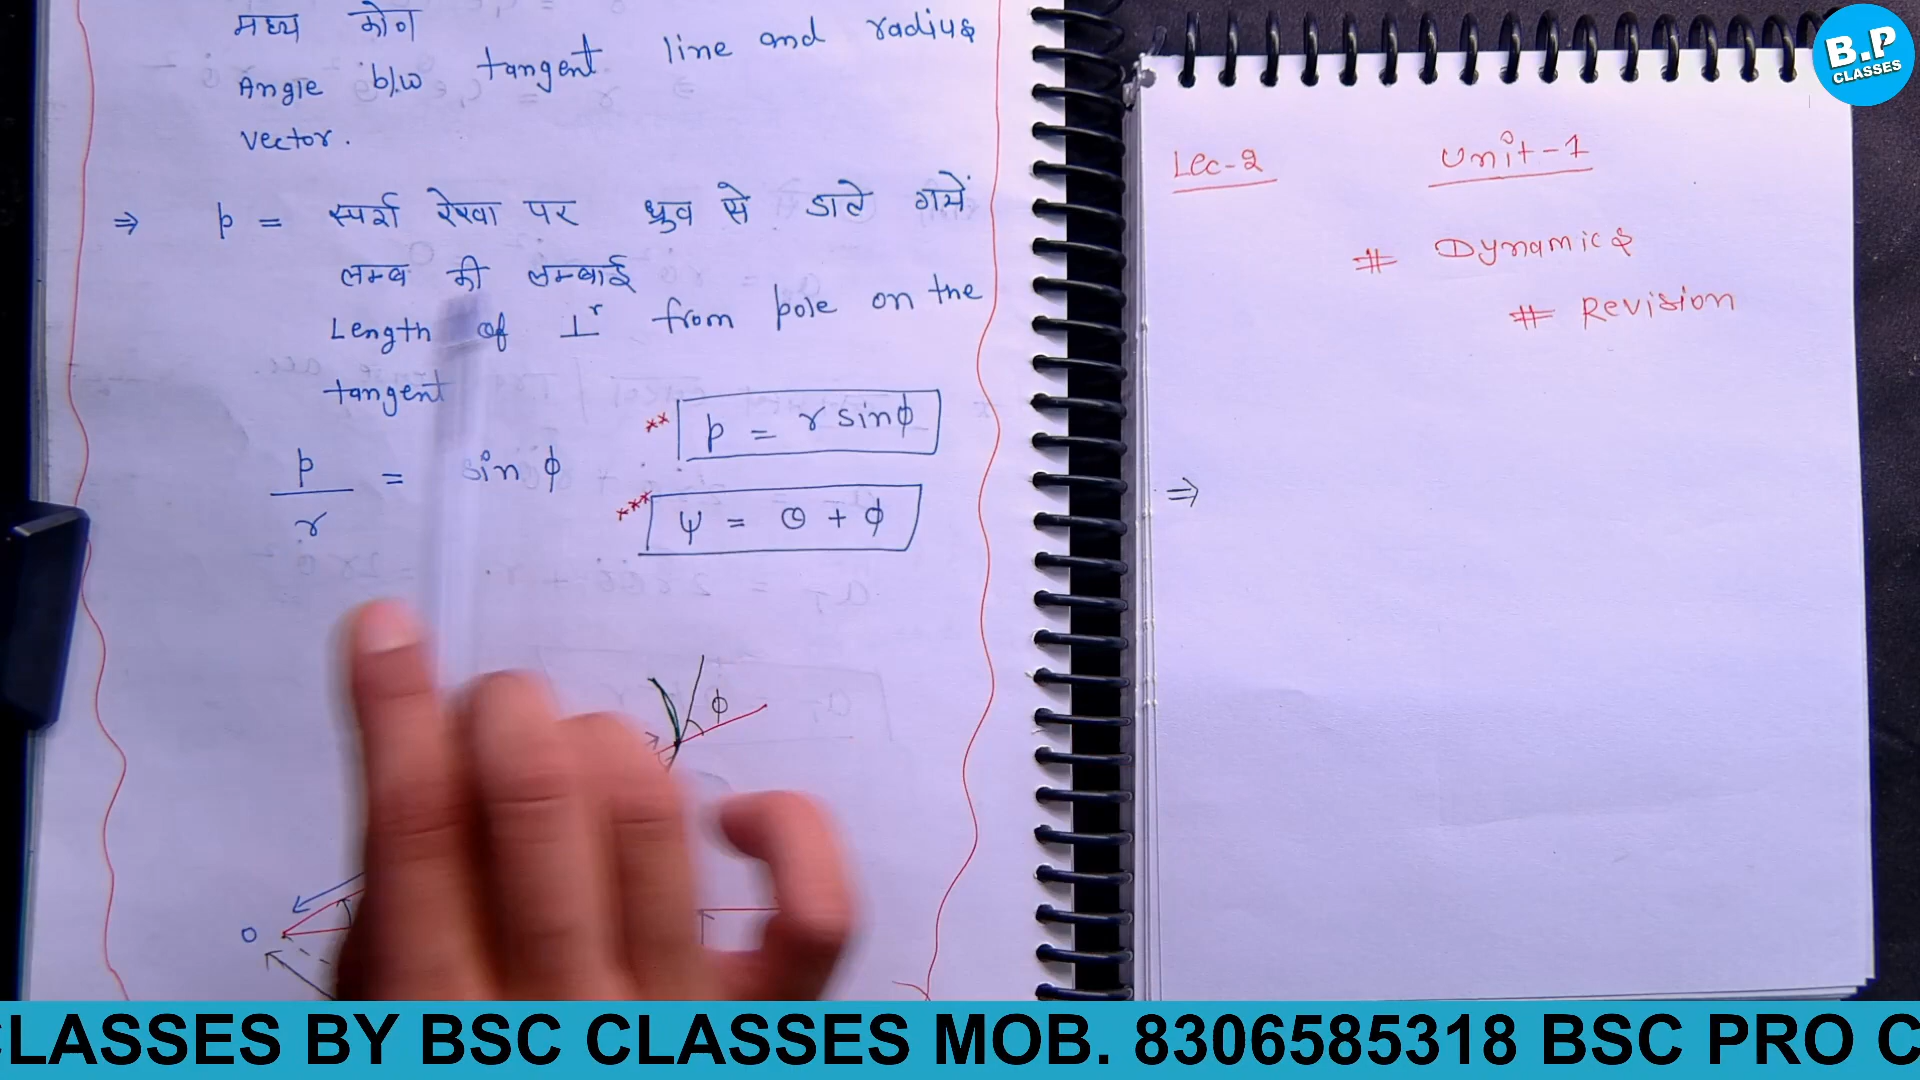 मध्य कोण
Angle b/w tangent line and radius
vector.
⇒ p = स्पर्श रेखा पर ध्रुव से डाले गये
लम्ब की लम्बाई
Length of ⊥r from pole on the
tangent
** p = r sinϕ
p/r = sin ϕ
*** ψ = θ + ϕ
ϕ
O
B.P
CLASSES
Lec-2 Unit-1
# Dynamics
# Revision
⇒
CLASSES BY BSC CLASSES MOB. 8306585318 BSC PRO C